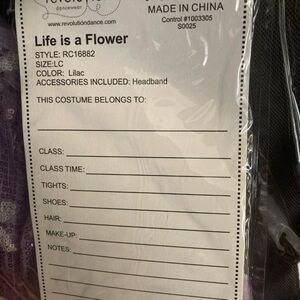 dancewear
www.revolutiondance.com
MADE IN CHINA
Control #1003305
S0025
Life is a Flower
STYLE: RC16882
SIZE:LC
COLOR: Lilac
ACCESSORIES INCLUDED: Headband
THIS COSTUME BELONGS TO:
CLASS:
CLASS TIME:
TIGHTS:
SHOES:
HAIR:
MAKE-UP:
NOTES: